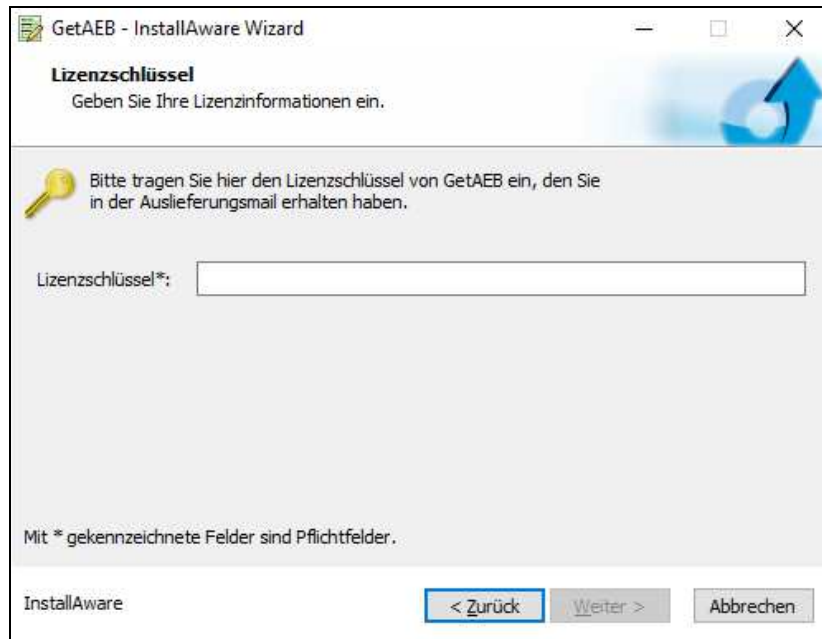 GetAEB - InstallAware Wizard
Lizenzschlüssel
Geben Sie Ihre Lizenzinformationen ein.
Bitte tragen Sie hier den Lizenzschlüssel von GetAEB ein, den Sie
in der Auslieferungsmail erhalten haben.
Lizenzschlüssel*:
Mit * gekennzeichnete Felder sind Pflichtfelder.
InstallAware < Zurück Weiter > Abbrechen